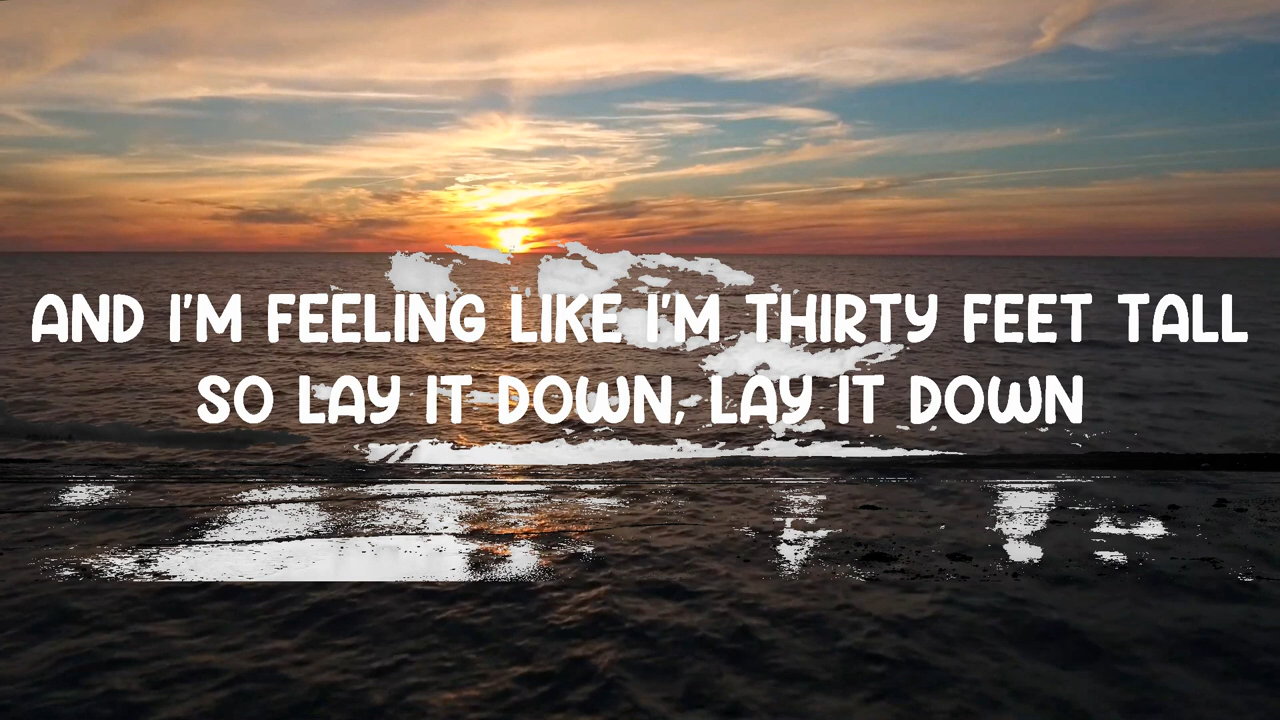 AND I'M FEELING LIKE I'M THIRTY FEET TALL
SO LAY IT DOWN, LAY IT DOWN